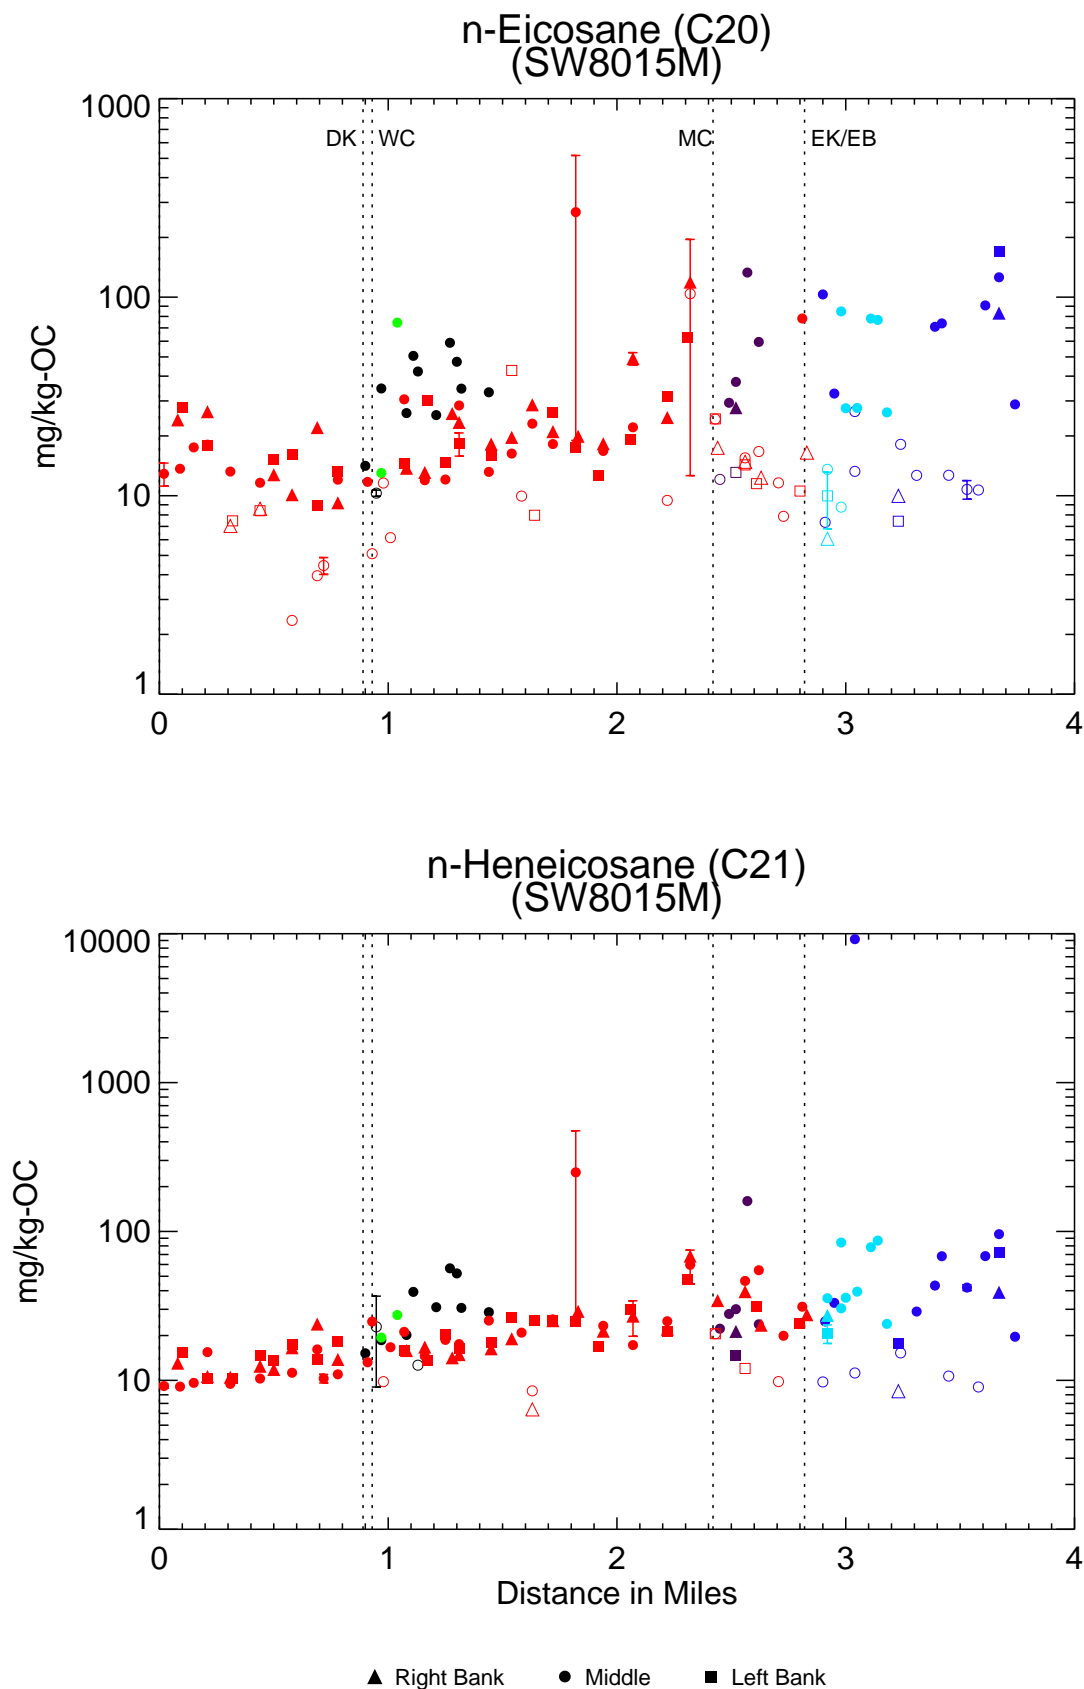 n-Eicosane (C20)
(SW8015M)
1000
DK WC MC EK/EB
100
mg/kg-OC
10
1
0 1 2 3 4
n-Heneicosane (C21)
(SW8015M)
10000
1000
100
mg/kg-OC
10
1
0 1 2 3 4
Distance in Miles
Right Bank Middle Left Bank